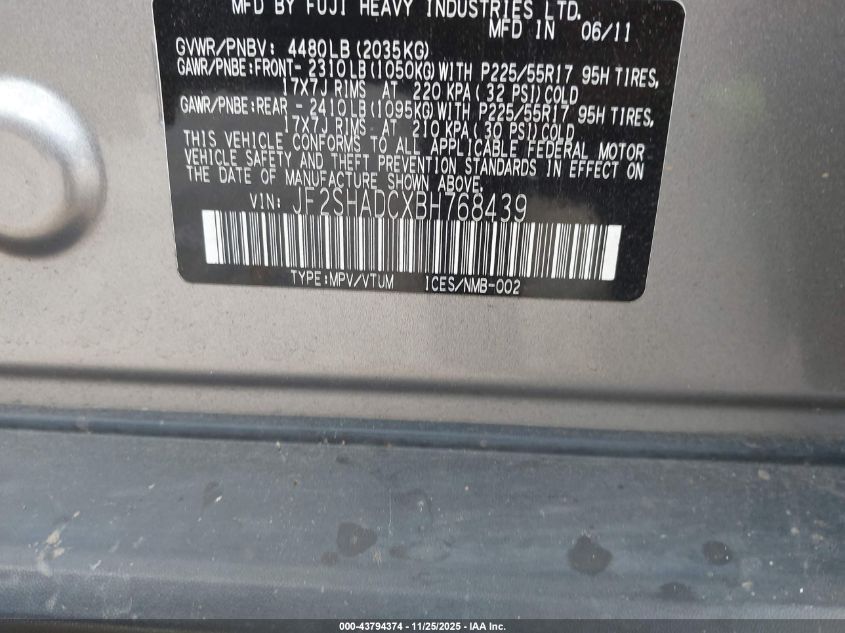 MFD BY FUJI HEAVY INDUSTRIES LTD.
MFD IN 06/11
GVWR/PNBV: 4480LB(2035KG)
GAWR/PNBE:FRONT- 2310LB(1050KG)WITH P225/55R17 95H TIRES,
17X7J RIMS AT 220 KPA(32 PSI)COLD
GAWR/PNBE:REAR - 2410LB(1095KG)WITH P225/55R17 95H TIRES,
17X7J RIMS AT 210 KPA(30 PSI)COLD
THIS VEHICLE CONFORMS TO ALL APPLICABLE FEDERAL MOTOR
VEHICLE SAFETY AND THEFT PREVENTION STANDARDS IN EFFECT ON
THE DATE OF MANUFACTURE SHOWN ABOVE.
VIN: JF2SHADCXBH768439
TYPE:MPV/VTUM ICES/NMB-002
000-43794374 - 11/25/2025 - IAA Inc.